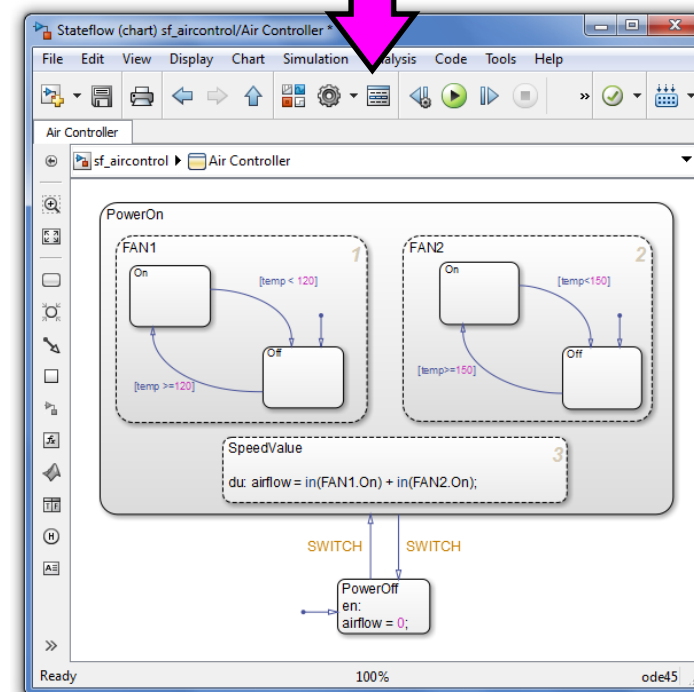 Stateflow (chart) sf_aircontrol/Air Controller *
File Edit View Display Chart Simulation alysis Code Tools Help
»
Air Controller
sf_aircontrol Air Controller
PowerOn
FAN1
1
FAN2
2
On
[temp < 120]
On
[temp<150]
Off
Off
[temp >=120]
[temp>=150]
SpeedValue
3
du: airflow = in(FAN1.On) + in(FAN2.On);
SWITCH SWITCH
PowerOff
en:
airflow = 0;
»
Ready 100% ode45